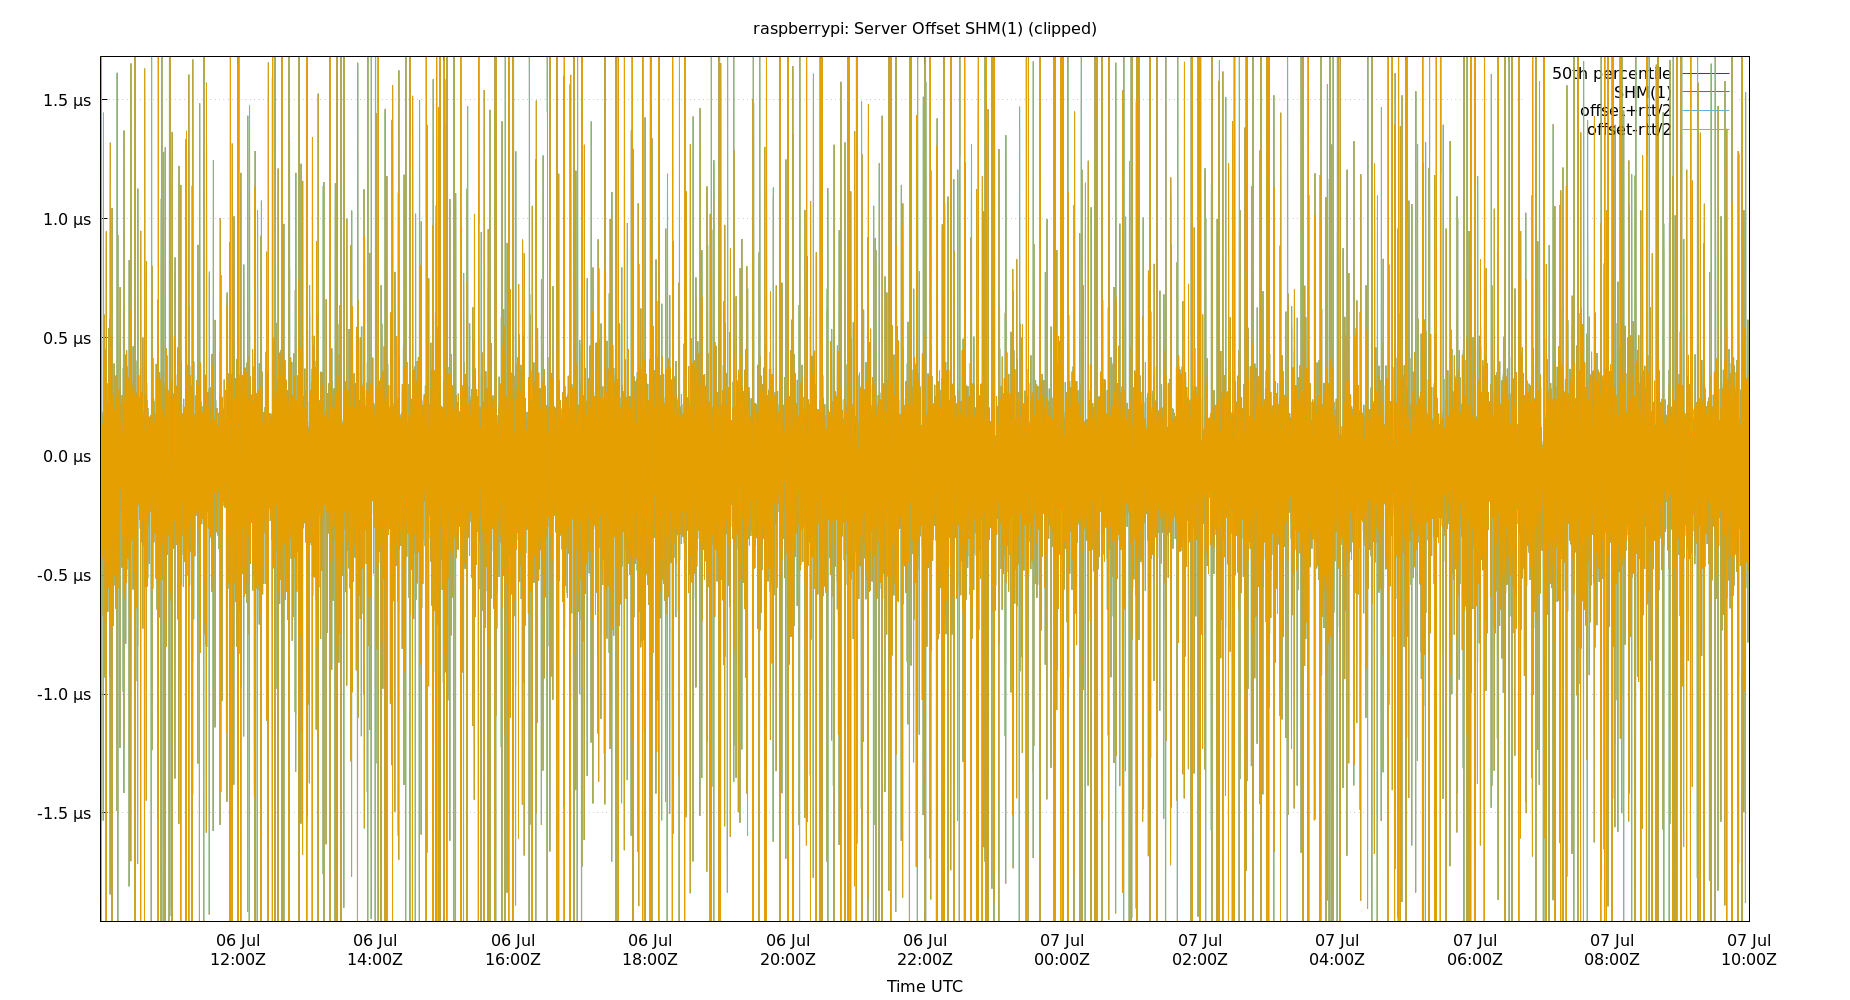 raspberrypi: Server Offset SHM(1) (clipped)
50th percentile
SHM(1)
offset+rtt/2
offset-rtt/2
1.5 µs
1.0 µs
0.5 µs
0.0 µs
-0.5 µs
-1.0 µs
-1.5 µs
06 Jul 06 Jul 06 Jul 06 Jul 06 Jul 06 Jul 07 Jul 07 Jul 07 Jul 07 Jul 07 Jul 07 Jul
12:00Z 14:00Z 16:00Z 18:00Z 20:00Z 22:00Z 00:00Z 02:00Z 04:00Z 06:00Z 08:00Z 10:00Z
Time UTC